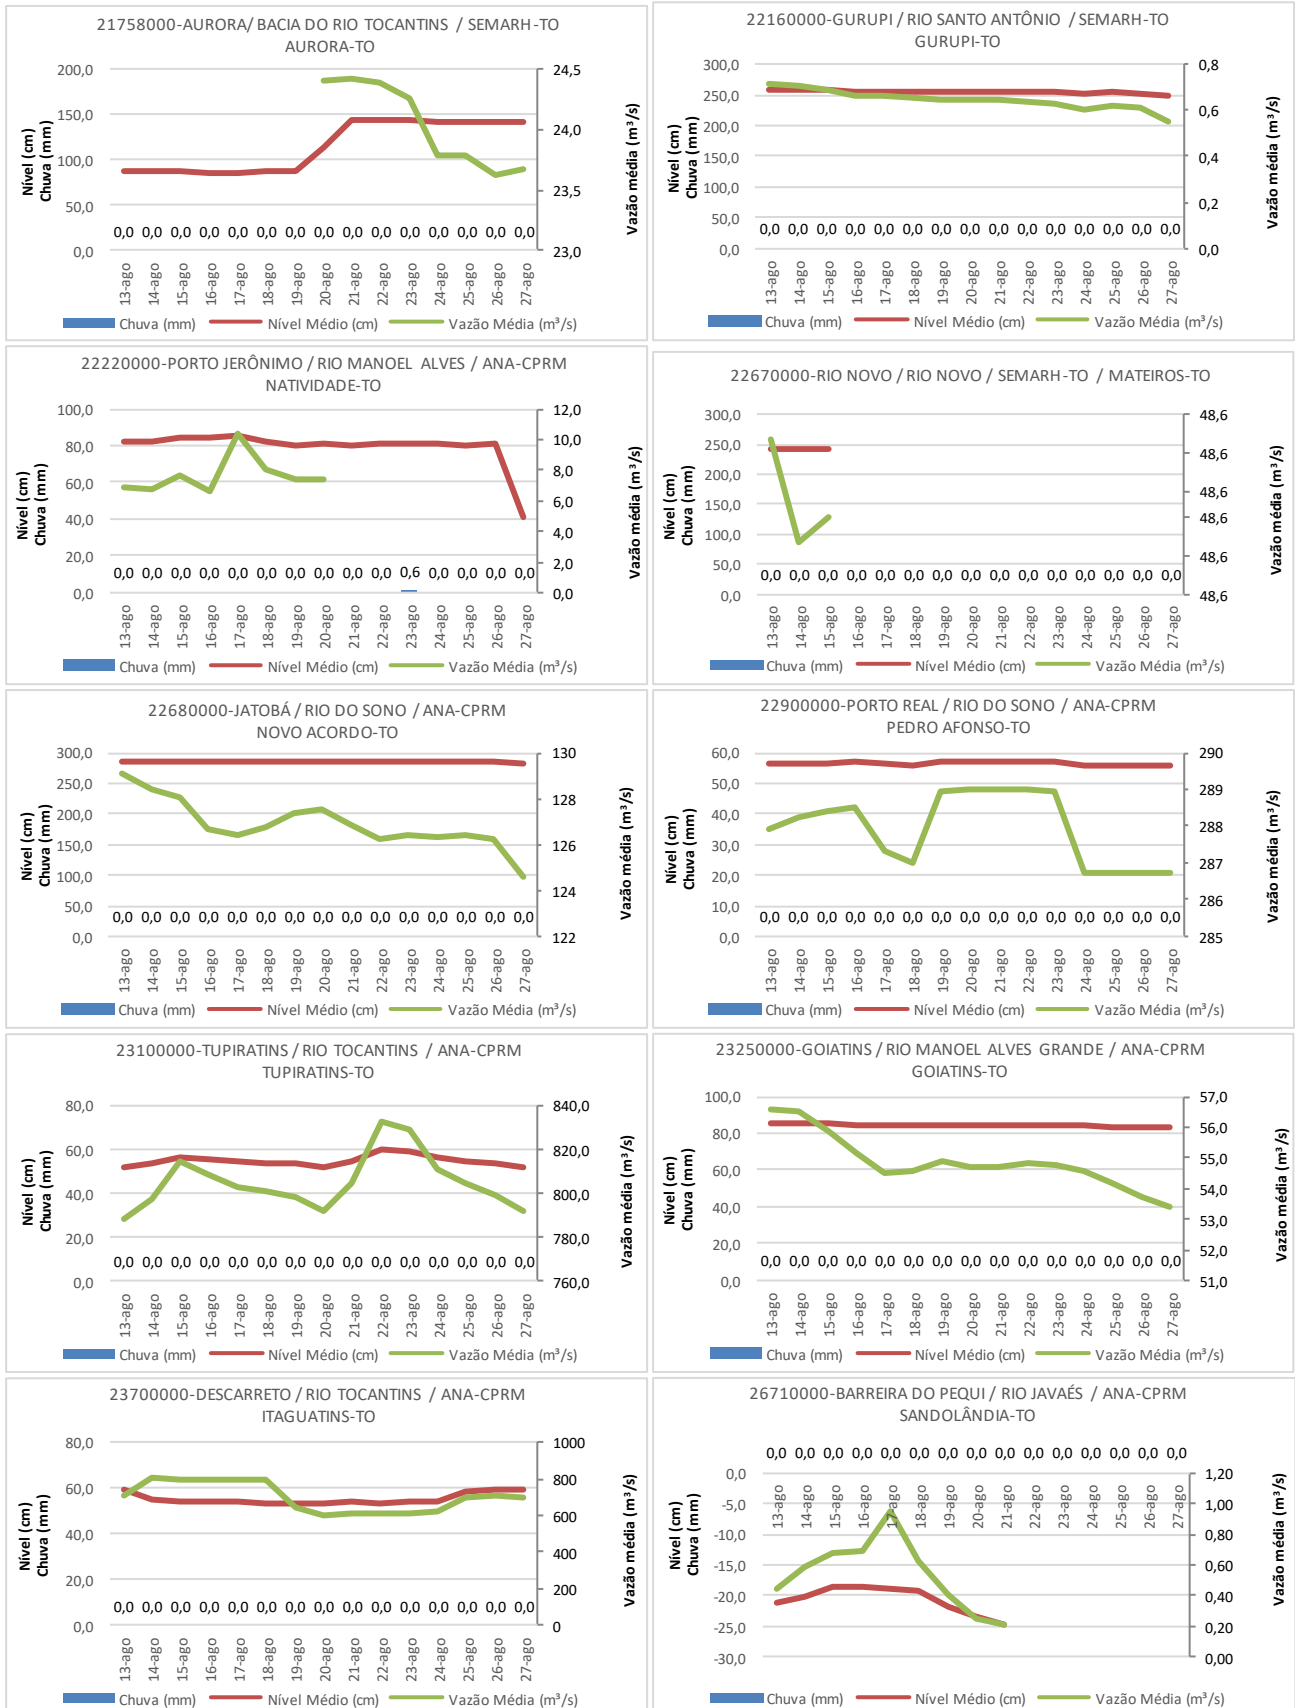 21758000-AURORA/ BACIA DO RIO TOCANTINS / SEMARH-TO
AURORA-TO
200,0
150,0
100,0
50,0
0,0
24,5
24,0
23,5
23,0
Nível (cm)
Chuva (mm)
Vazão média (m³/s)
0,0 0,0 0,0 0,0 0,0 0,0 0,0 0,0 0,0 0,0 0,0 0,0 0,0 0,0 0,0
13-ago 14-ago 15-ago 16-ago 17-ago 18-ago 19-ago 20-ago 21-ago 22-ago 23-ago 24-ago 25-ago 26-ago 27-ago
Chuva (mm) Nível Médio (cm) Vazão Média (m³/s)
22160000-GURUPI / RIO SANTO ANTÔNIO / SEMARH-TO
GURUPI-TO
300,0
250,0
200,0
150,0
100,0
50,0
0,0
0,8
0,6
0,4
0,2
0,0
Nível (cm)
Chuva (mm)
Vazão média (m³/s)
0,0 0,0 0,0 0,0 0,0 0,0 0,0 0,0 0,0 0,0 0,0 0,0 0,0 0,0 0,0
13-ago 14-ago 15-ago 16-ago 17-ago 18-ago 19-ago 20-ago 21-ago 22-ago 23-ago 24-ago 25-ago 26-ago 27-ago
Chuva (mm) Nível Médio (cm) Vazão Média (m³/s)
22220000-PORTO JERÔNIMO / RIO MANOEL ALVES / ANA-CPRM
NATIVIDADE-TO
100,0
80,0
60,0
40,0
20,0
0,0
12,0
10,0
8,0
6,0
4,0
2,0
0,0
Nível (cm)
Chuva (mm)
Vazão média (m³/s)
0,0 0,0 0,0 0,0 0,0 0,0 0,0 0,0 0,0 0,0 0,6 0,0 0,0 0,0 0,0
13-ago 14-ago 15-ago 16-ago 17-ago 18-ago 19-ago 20-ago 21-ago 22-ago 23-ago 24-ago 25-ago 26-ago 27-ago
Chuva (mm) Nível Médio (cm) Vazão Média (m³/s)
22670000-RIO NOVO / RIO NOVO / SEMARH-TO / MATEIROS-TO
300,0
250,0
200,0
150,0
100,0
50,0
0,0
48,6
48,6
48,6
48,6
48,6
48,6
Nível (cm)
Chuva (mm)
Vazão média (m³/s)
0,0 0,0 0,0 0,0 0,0 0,0 0,0 0,0 0,0 0,0 0,0 0,0 0,0 0,0 0,0
13-ago 14-ago 15-ago 16-ago 17-ago 18-ago 19-ago 20-ago 21-ago 22-ago 23-ago 24-ago 25-ago 26-ago 27-ago
Chuva (mm) Nível Médio (cm) Vazão Média (m³/s)
22680000-JATOBÁ / RIO DO SONO / ANA-CPRM
NOVO ACORDO-TO
300,0
250,0
200,0
150,0
100,0
50,0
0,0
130
128
126
124
122
Nível (cm)
Chuva (mm)
Vazão média (m³/s)
0,0 0,0 0,0 0,0 0,0 0,0 0,0 0,0 0,0 0,0 0,0 0,0 0,0 0,0 0,0
13-ago 14-ago 15-ago 16-ago 17-ago 18-ago 19-ago 20-ago 21-ago 22-ago 23-ago 24-ago 25-ago 26-ago 27-ago
Chuva (mm) Nível Médio (cm) Vazão Média (m³/s)
22900000-PORTO REAL / RIO DO SONO / ANA-CPRM
PEDRO AFONSO-TO
60,0
50,0
40,0
30,0
20,0
10,0
0,0
290
289
288
287
286
285
Nível (cm)
Chuva (mm)
Vazão média (m³/s)
0,0 0,0 0,0 0,0 0,0 0,0 0,0 0,0 0,0 0,0 0,0 0,0 0,0 0,0 0,0
13-ago 14-ago 15-ago 16-ago 17-ago 18-ago 19-ago 20-ago 21-ago 22-ago 23-ago 24-ago 25-ago 26-ago 27-ago
Chuva (mm) Nível Médio (cm) Vazão Média (m³/s)
23100000-TUPIRATINS / RIO TOCANTINS / ANA-CPRM
TUPIRATINS-TO
80,0
60,0
40,0
20,0
0,0
840,0
820,0
800,0
780,0
760,0
Nível (cm)
Chuva (mm)
Vazão média (m³/s)
0,0 0,0 0,0 0,0 0,0 0,0 0,0 0,0 0,0 0,0 0,0 0,0 0,0 0,0 0,0
13-ago 14-ago 15-ago 16-ago 17-ago 18-ago 19-ago 20-ago 21-ago 22-ago 23-ago 24-ago 25-ago 26-ago 27-ago
Chuva (mm) Nível Médio (cm) Vazão Média (m³/s)
23250000-GOIATINS / RIO MANOEL ALVES GRANDE / ANA-CPRM
GOIATINS-TO
100,0
80,0
60,0
40,0
20,0
0,0
57,0
56,0
55,0
54,0
53,0
52,0
51,0
Nível (cm)
Chuva (mm)
Vazão média (m³/s)
0,0 0,0 0,0 0,0 0,0 0,0 0,0 0,0 0,0 0,0 0,0 0,0 0,0 0,0 0,0
13-ago 14-ago 15-ago 16-ago 17-ago 18-ago 19-ago 20-ago 21-ago 22-ago 23-ago 24-ago 25-ago 26-ago 27-ago
Chuva (mm) Nível Médio (cm) Vazão Média (m³/s)
23700000-DESCARRETO / RIO TOCANTINS / ANA-CPRM
ITAGUATINS-TO
80,0
60,0
40,0
20,0
0,0
1000
800
600
400
200
0
Nível (cm)
Chuva (mm)
Vazão média (m³/s)
0,0 0,0 0,0 0,0 0,0 0,0 0,0 0,0 0,0 0,0 0,0 0,0 0,0 0,0 0,0
13-ago 14-ago 15-ago 16-ago 17-ago 18-ago 19-ago 20-ago 21-ago 22-ago 23-ago 24-ago 25-ago 26-ago 27-ago
Chuva (mm) Nível Médio (cm) Vazão Média (m³/s)
26710000-BARREIRA DO PEQUI / RIO JAVAÉS / ANA-CPRM
SANDOLÂNDIA-TO
0,0 0,0 0,0 0,0 0,0 0,0 0,0 0,0 0,0 0,0 0,0 0,0 0,0 0,0 0,0
0,0
-5,0
-10,0
-15,0
-20,0
-25,0
-30,0
1,20
1,00
0,80
0,60
0,40
0,20
0,00
Nível (cm)
Chuva (mm)
Vazão média (m³/s)
13-ago 14-ago 15-ago 16-ago 17-ago 18-ago 19-ago 20-ago 21-ago 22-ago 23-ago 24-ago 25-ago 26-ago 27-ago
Chuva (mm) Nível Médio (cm) Vazão Média (m³/s)